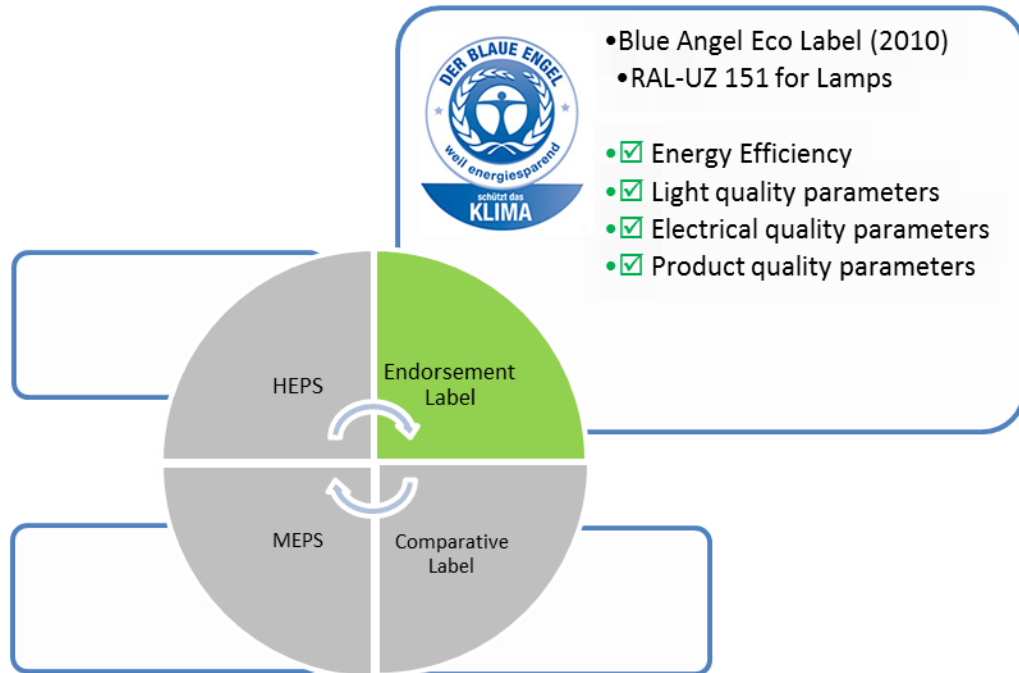 DER BLAUE ENGEL
weil energiesparend
schützt das
KLIMA
•Blue Angel Eco Label (2010)
•RAL-UZ 151 for Lamps
•☑ Energy Efficiency
•☑ Light quality parameters
•☑ Electrical quality parameters
•☑ Product quality parameters
HEPS
Endorsement
Label
MEPS
Comparative
Label